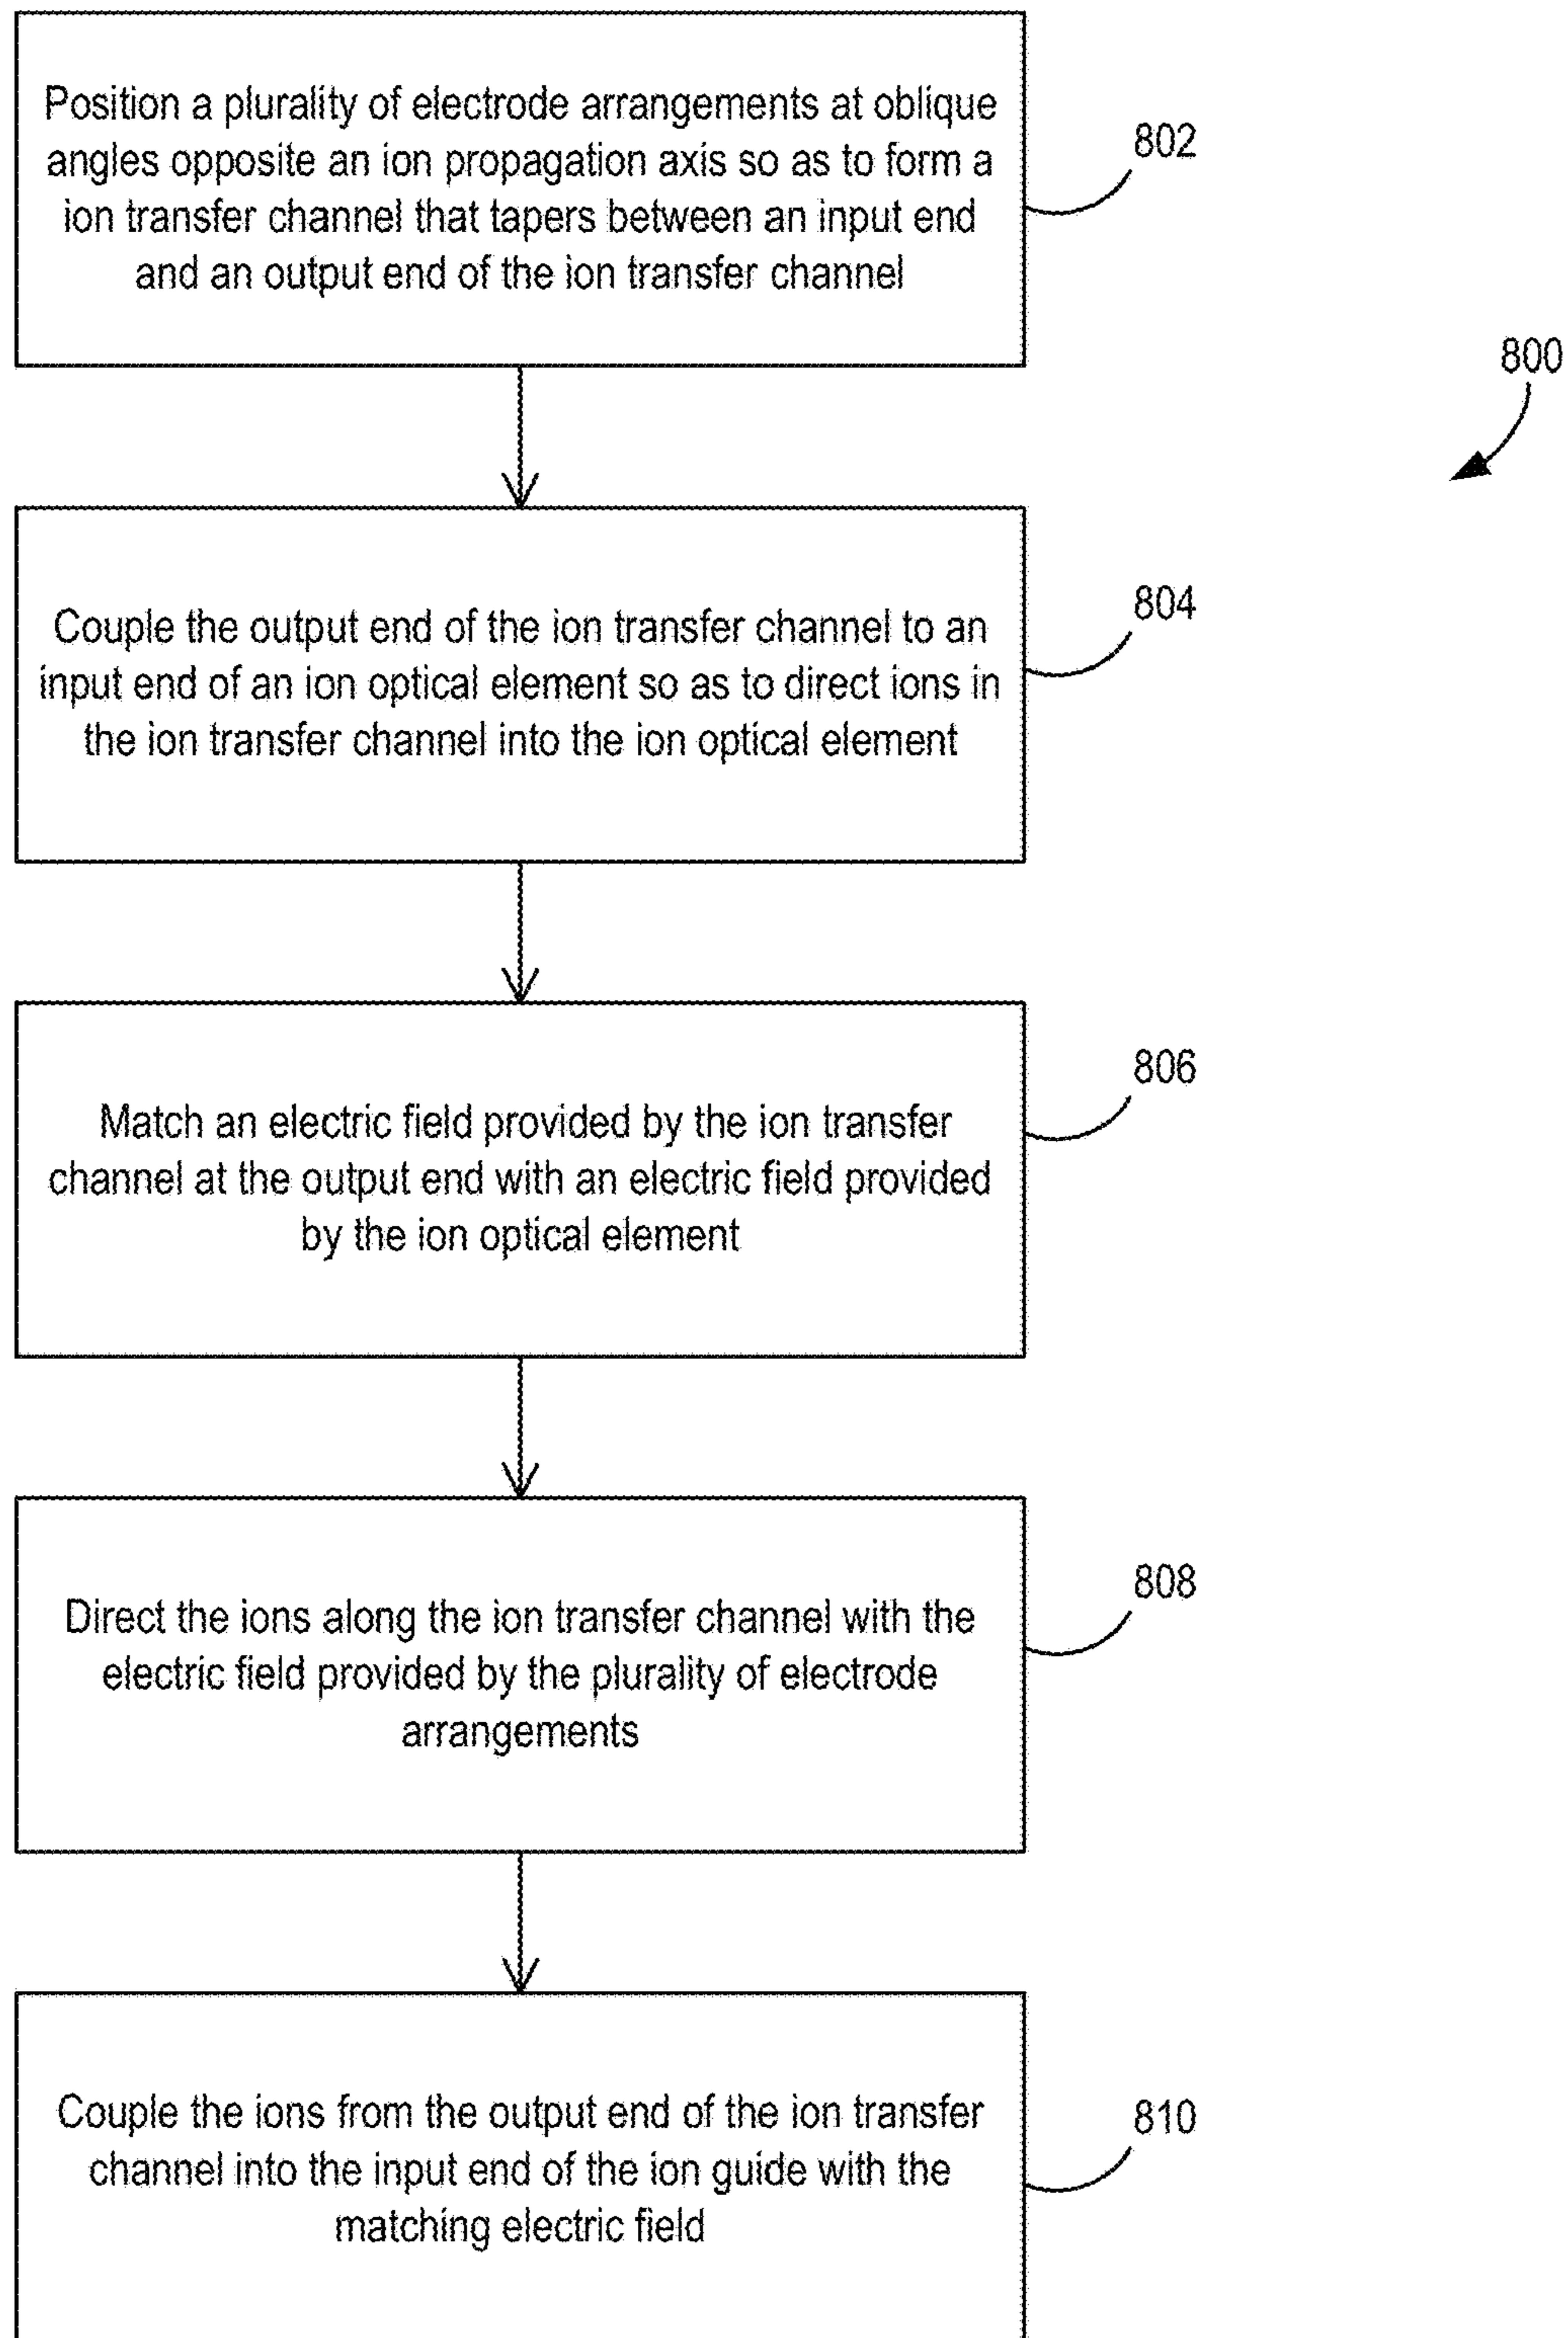 Position a plurality of electrode arrangements at oblique
angles opposite an ion propagation axis so as to form a
ion transfer channel that tapers between an input end
and an output end of the ion transfer channel
802
800
Couple the output end of the ion transfer channel to an
input end of an ion optical element so as to direct ions in
the ion transfer channel into the ion optical element
804
Match an electric field provided by the ion transfer
channel at the output end with an electric field provided
by the ion optical element
806
Direct the ions along the ion transfer channel with the
electric field provided by the plurality of electrode
arrangements
808
Couple the ions from the output end of the ion transfer
channel into the input end of the ion guide with the
matching electric field
810